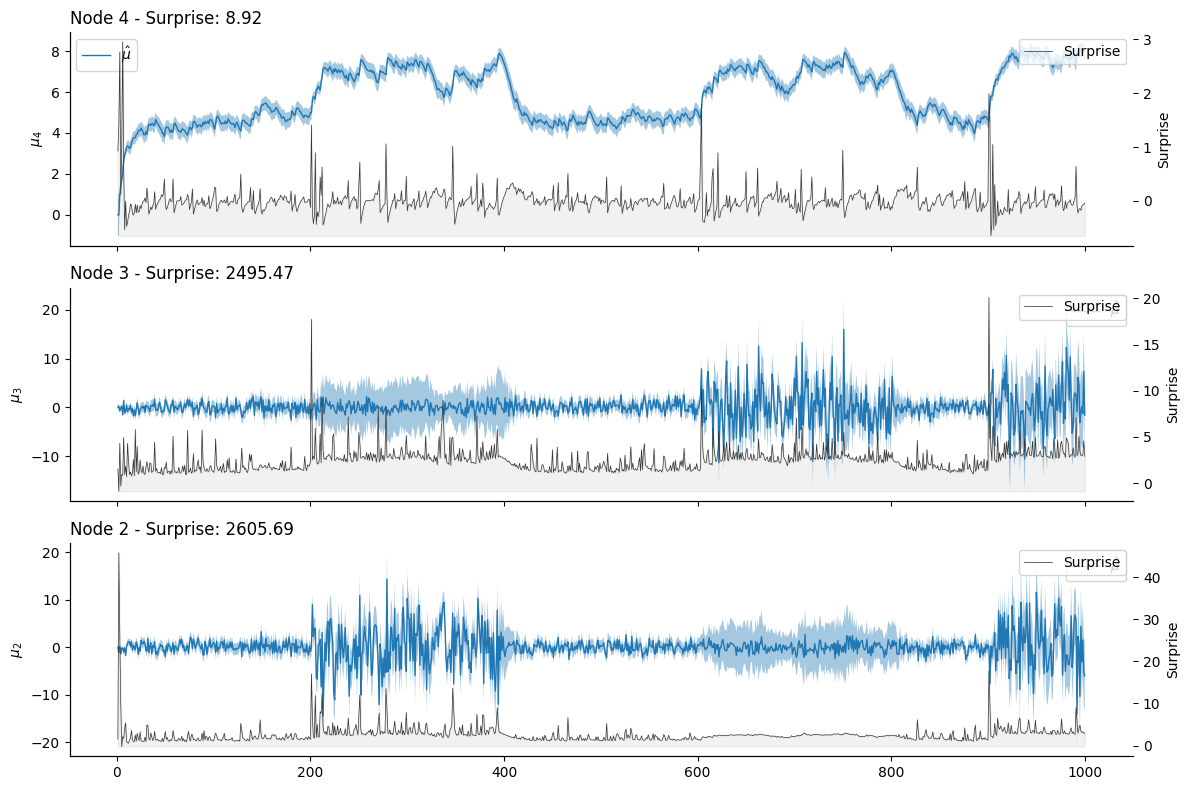 Node 4 - Surprise: 8.92
û
Surprise
8
6
4
2
0
μ₄
3
2
1
0
Surprise
Node 3 - Surprise: 2495.47
Surprise
20
10
0
−10
μ₃
20
15
10
5
0
Surprise
Node 2 - Surprise: 2605.69
Surprise
20
10
0
−10
−20
μ₂
40
30
20
10
0
Surprise
0 200 400 600 800 1000